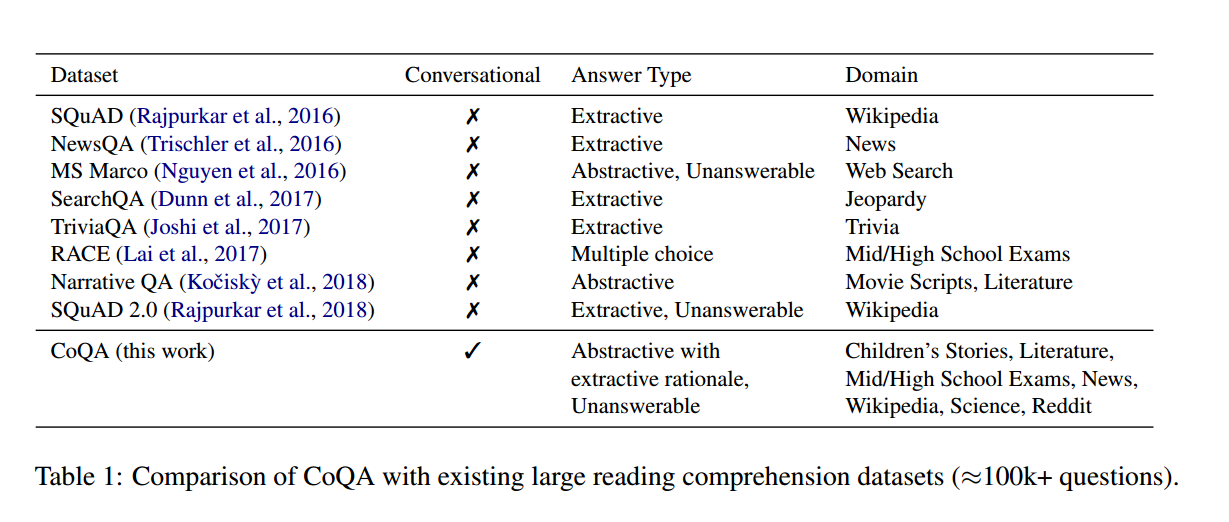 Dataset Conversational Answer Type Domain
SQuAD (Rajpurkar et al., 2016) ✗ Extractive Wikipedia
NewsQA (Trischler et al., 2016) ✗ Extractive News
MS Marco (Nguyen et al., 2016) ✗ Abstractive, Unanswerable Web Search
SearchQA (Dunn et al., 2017) ✗ Extractive Jeopardy
TriviaQA (Joshi et al., 2017) ✗ Extractive Trivia
RACE (Lai et al., 2017) ✗ Multiple choice Mid/High School Exams
Narrative QA (Kočiskỳ et al., 2018) ✗ Abstractive Movie Scripts, Literature
SQuAD 2.0 (Rajpurkar et al., 2018) ✗ Extractive, Unanswerable Wikipedia
CoQA (this work) ✓ Abstractive with Children's Stories, Literature,
extractive rationale, Mid/High School Exams, News,
Unanswerable Wikipedia, Science, Reddit
Table 1: Comparison of CoQA with existing large reading comprehension datasets (≈100k+ questions).